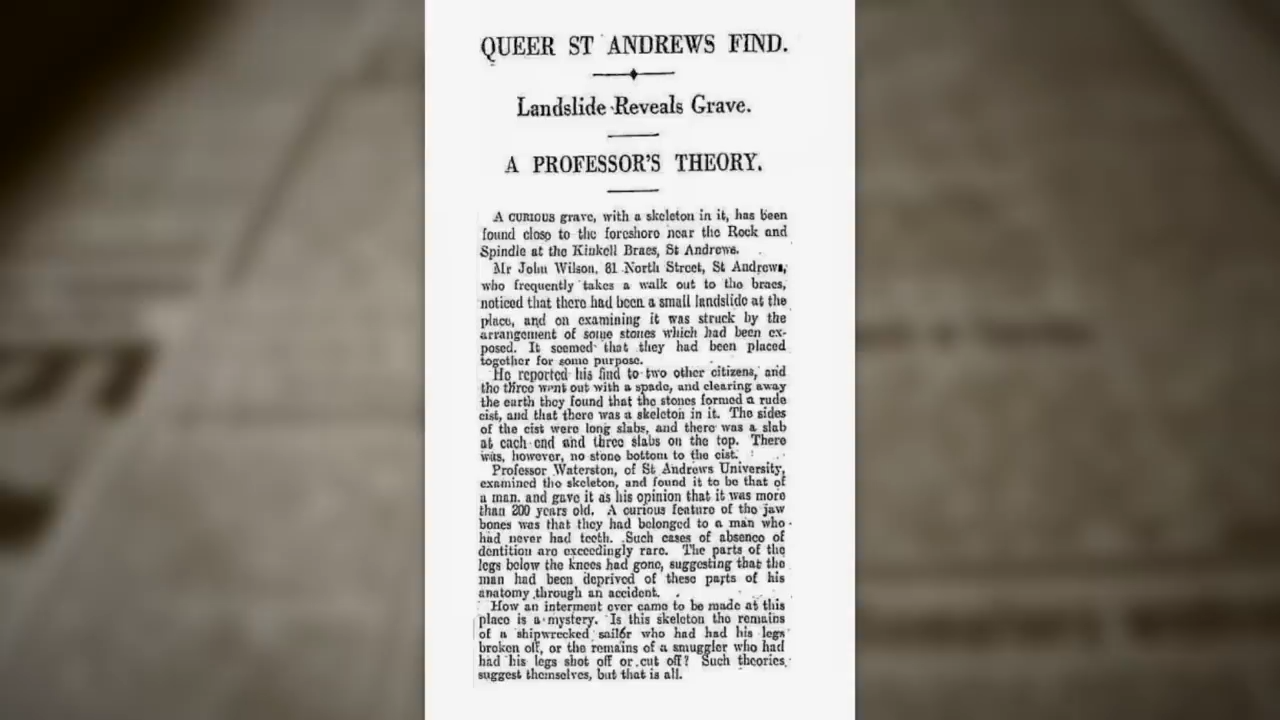 QUEER ST ANDREWS FIND.
Landslide Reveals Grave.
A PROFESSOR'S THEORY.
A CURIOUS grave, with a skeleton in it, has been
found close to the foreshore near the Rock and
Spindle at the Kinkell Braes, St Andrews.
Mr John Wilson, 81 North Street, St Andrews,
who frequently takes a walk out to the braes,
noticed that there had been a small landslide at the
place, and on examining it was struck by the
arrangement of some stones which had been ex-
posed. It seemed that they had been placed
together for some purpose.
He reported his find to two other citizens, and
the three went out with a spade, and clearing away
the earth they found that the stones formed a rude
cist, and that there was a skeleton in it. The sides
of the cist were long slabs, and there was a slab
at each end and three slabs on the top. There
was, however, no stone bottom to the cist.
Professor Waterston, of St Andrews University,
examined the skeleton, and found it to be that of
a man, and gave it as his opinion that it was more
than 200 years old. A curious feature of the jaw
bones was that they had belonged to a man who
had never had teeth. Such cases of absence of
dentition are exceedingly rare. The parts of the
legs below the knees had gone, suggesting that the
man had been deprived of these parts of his
anatomy through an accident.
How an interment ever came to be made at this
place is a mystery. Is this skeleton the remains
of a shipwrecked sailor who had had his legs
broken off, or the remains of a smuggler who had
had his legs shot off or cut off? Such theories
suggest themselves, but that is all.